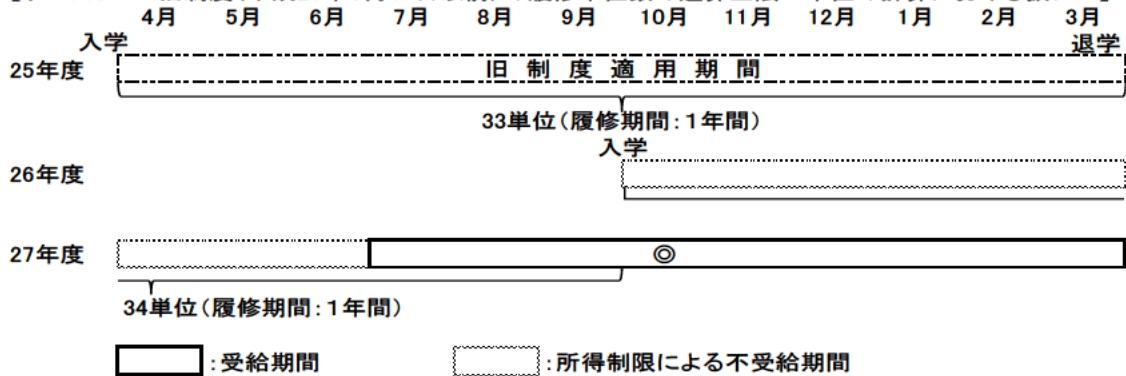 4月 5月 6月 7月 8月 9月 10月 11月 12月 1月 2月 3月
入学 退学
25年度 旧制度適用期間
33単位(履修期間:1年間)
入学
26年度
27年度 ◎
34単位(履修期間:1年間)
:受給期間 :所得制限による不受給期間